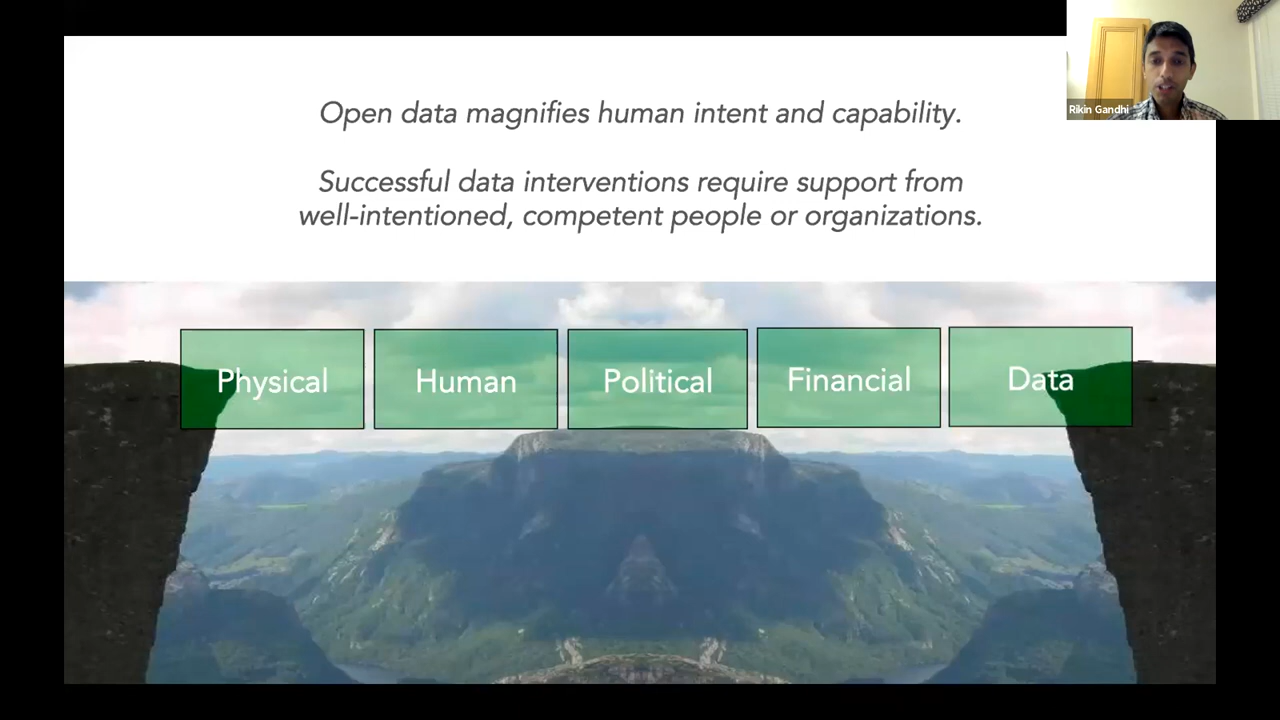 Rikin Gandhi
Open data magnifies human intent and capability.
Successful data interventions require support from
well-intentioned, competent people or organizations.
Physical
Human
Political
Financial
Data